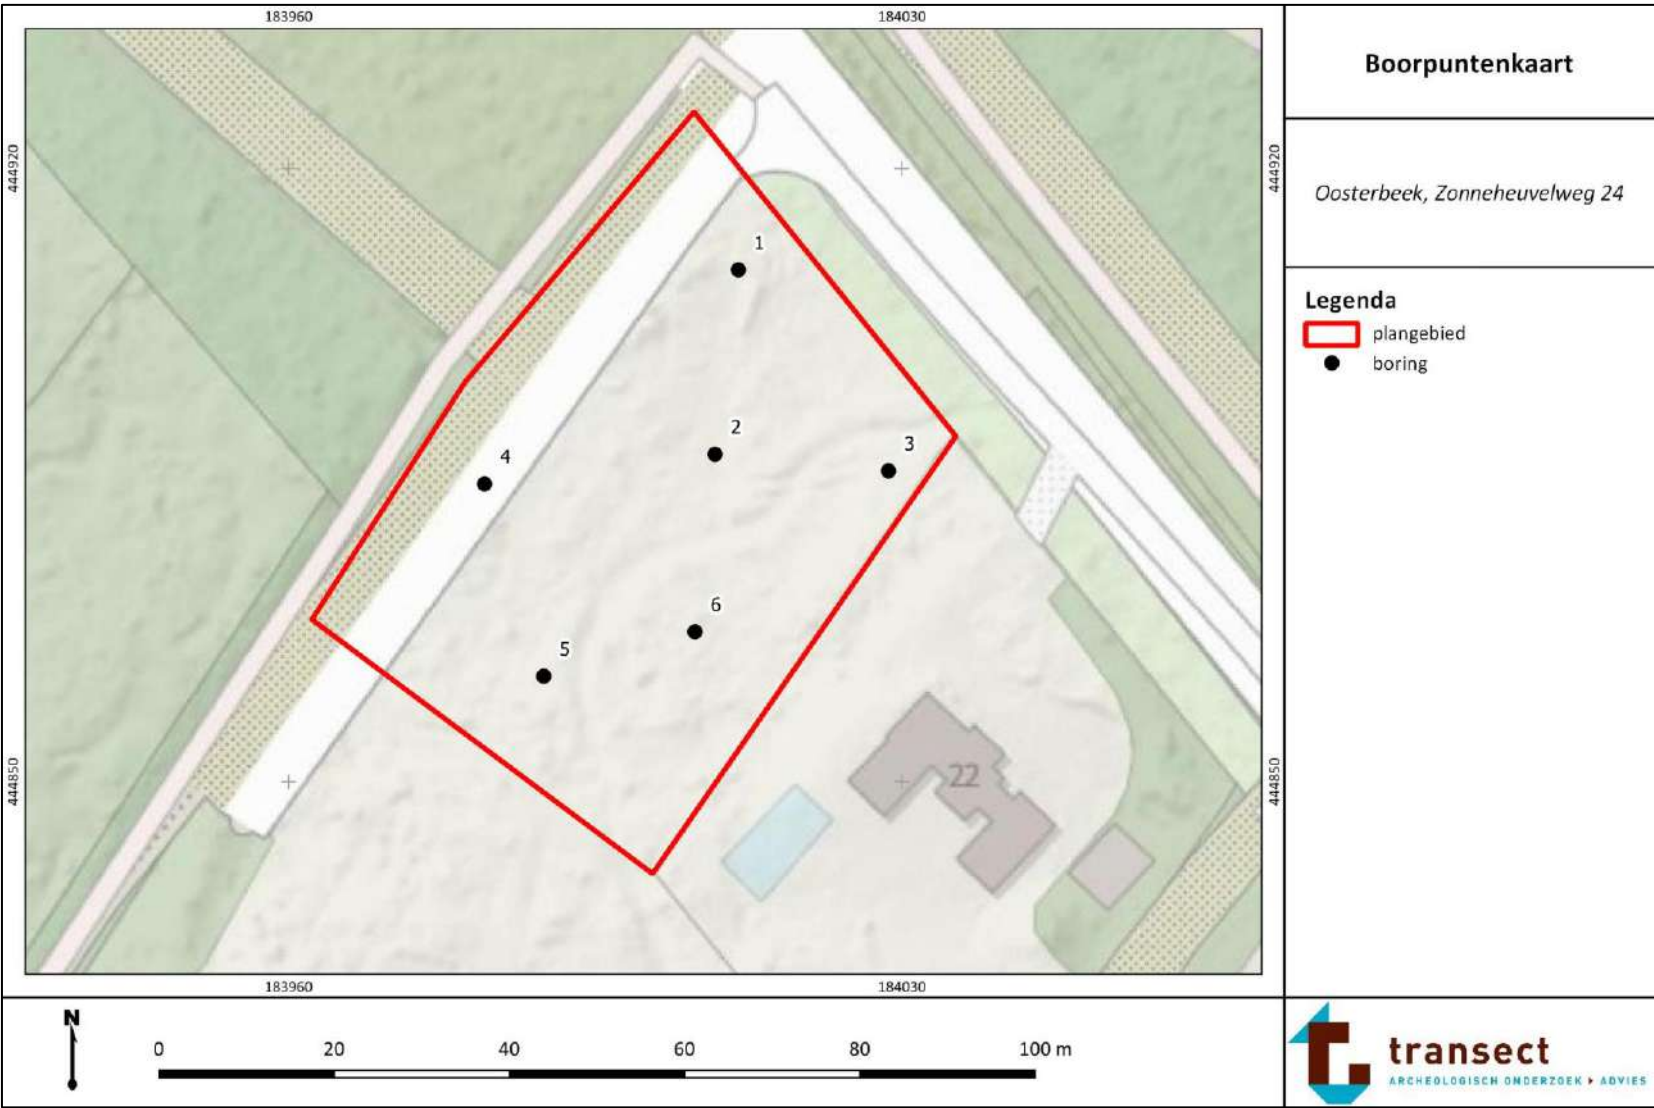 183960 184030
Boorpuntenkaart
Oosterbeek, Zonneheuvelweg 24
Legenda
plangebied
boring
444920 444920
1
2
3
4
5
6
22
444850 444850
183960 184030
N
0 20 40 60 80 100 m
transect
ARCHEOLOGISCH ONDERZOEK ▸ ADVIES